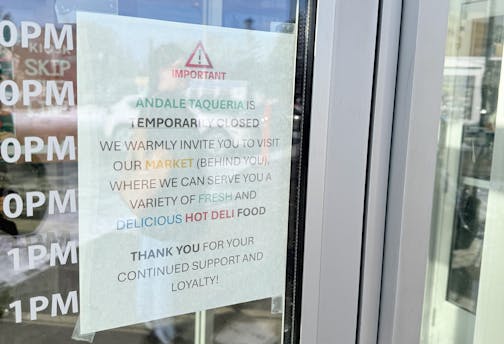 0PM
KIOSK
SKIP
0PM
0PM
0PM
1PM
1PM
IMPORTANT
ANDALE TAQUERIA IS
TEMPORARILY CLOSED
WE WARMLY INVITE YOU TO VISIT
OUR MARKET (BEHIND YOU),
WHERE WE CAN SERVE YOU A
VARIETY OF FRESH AND
DELICIOUS HOT DELI FOOD
THANK YOU FOR YOUR
CONTINUED SUPPORT AND
LOYALTY!